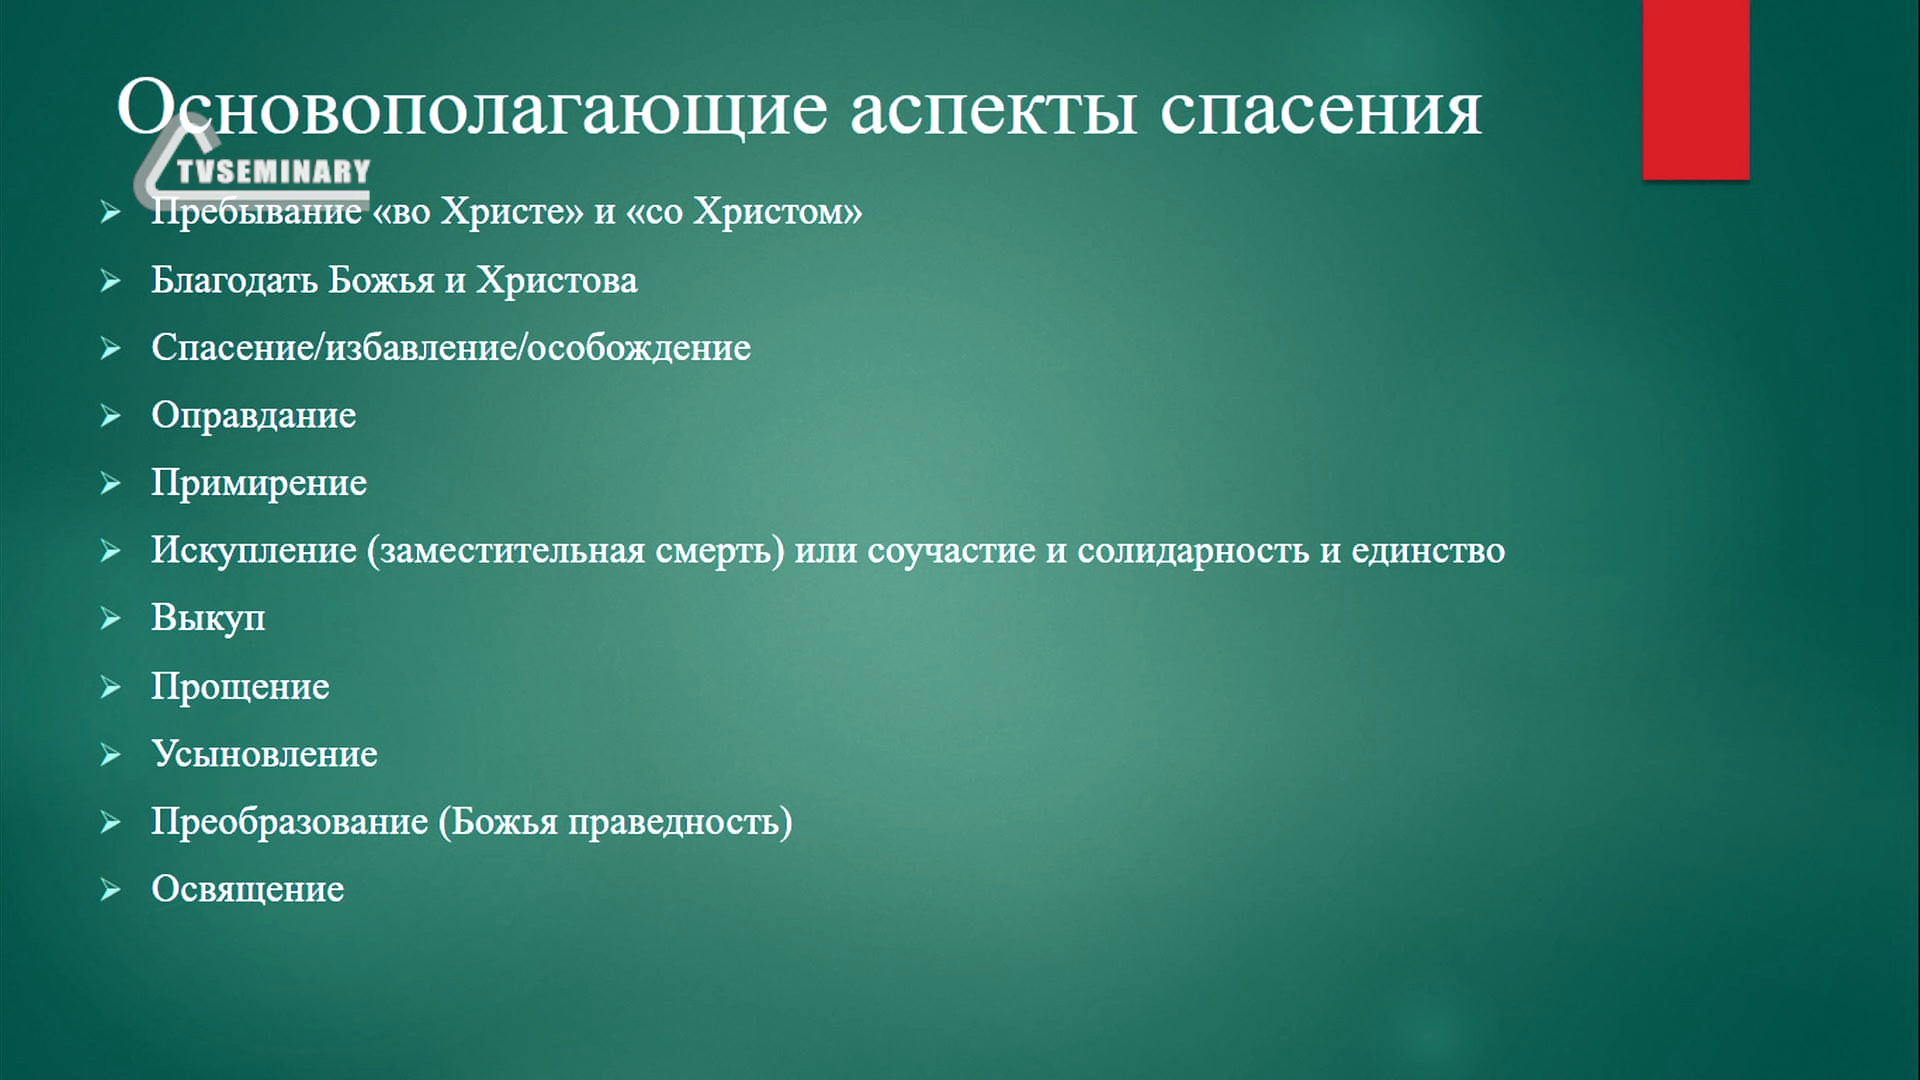 Основополагающие аспекты спасения
TVSEMINARY
Пребывание «во Христе» и «со Христом»
Благодать Божья и Христова
Спасение/избавление/особождение
Оправдание
Примирение
Искупление (заместительная смерть) или соучастие и солидарность и единство
Выкуп
Прощение
Усыновление
Преобразование (Божья праведность)
Освящение